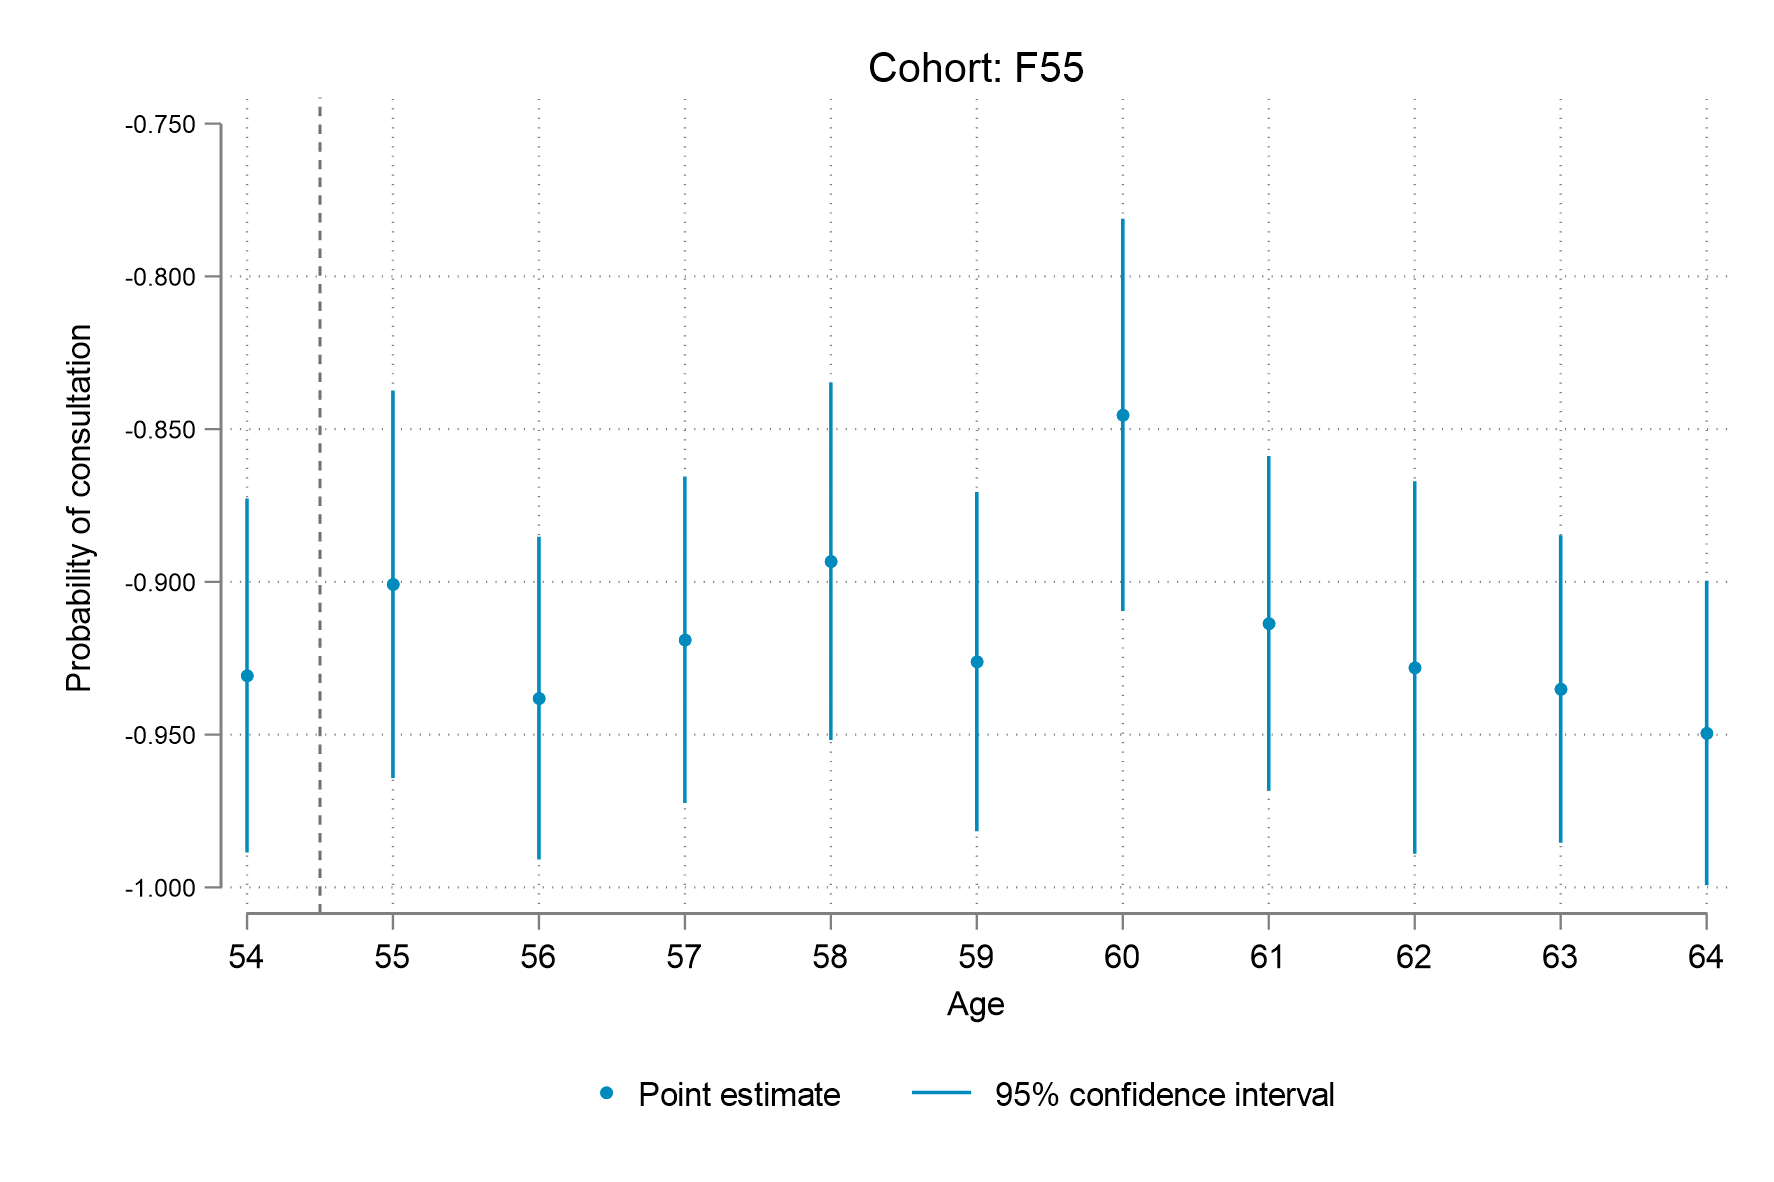 Cohort: F55
-0.750
-0.800
-0.850
-0.900
-0.950
-1.000
Probability of consultation
54 55 56 57 58 59 60 61 62 63 64
Age
Point estimate 95% confidence interval